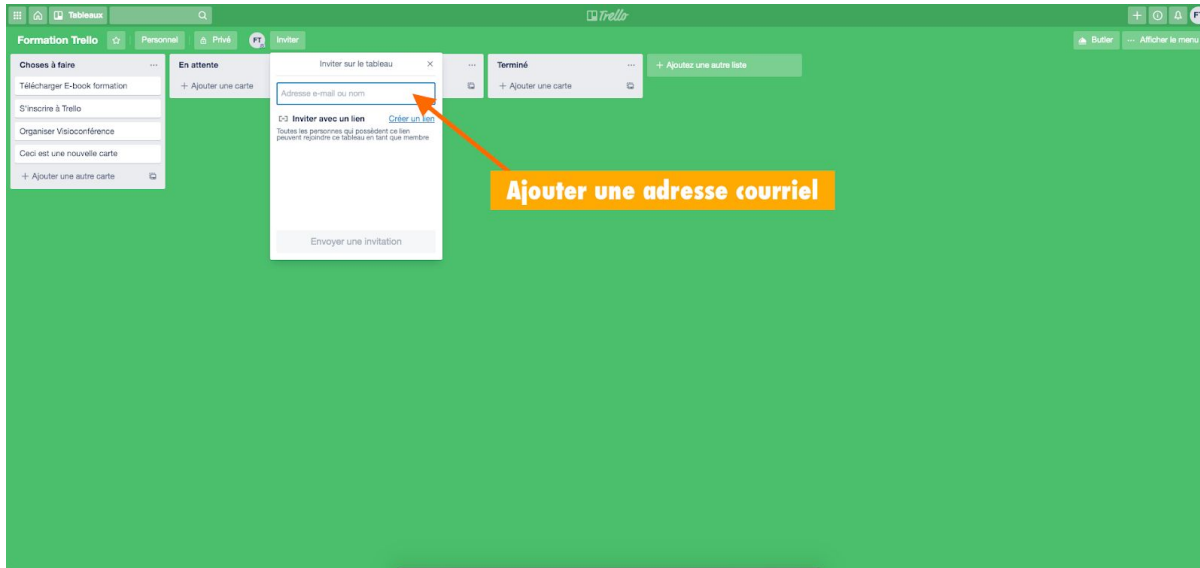 Tableaux
Trello
Formation Trello
Personnel
Privé
FT
Inviter
Butler
··· Afficher le menu
Choses à faire
Télécharger E-book formation
S'inscrire à Trello
Organiser Visioconférence
Ceci est une nouvelle carte
+ Ajouter une autre carte
En attente
+ Ajouter une carte
Inviter sur le tableau
Adresse e-mail ou nom
Inviter avec un lien Créer un lien
Toutes les personnes qui possèdent ce lien
peuvent rejoindre ce tableau en tant que membre
Envoyer une invitation
Terminé
+ Ajouter une carte
+ Ajoutez une autre liste
Ajouter une adresse courriel